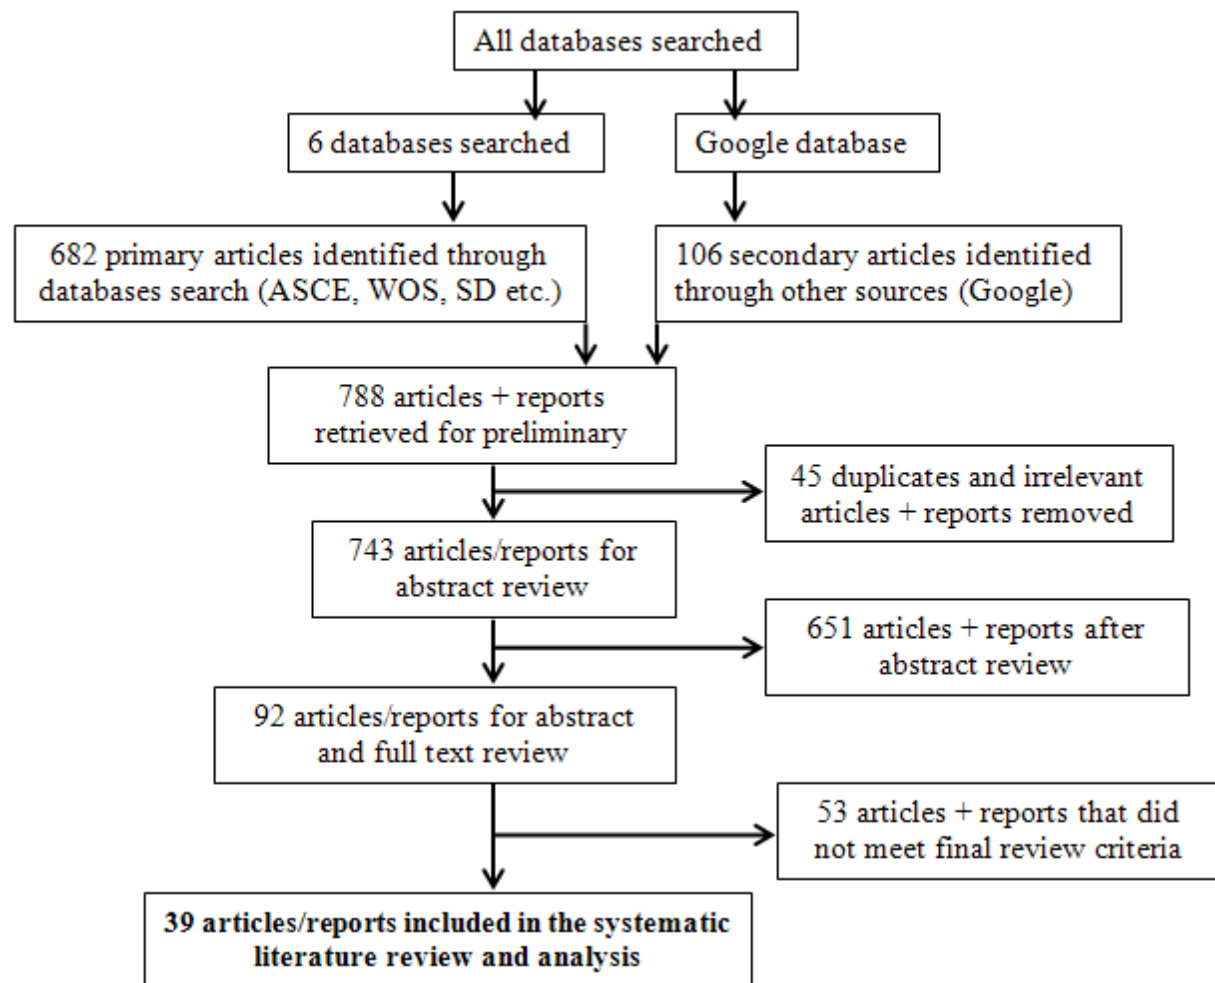 All databases searched
6 databases searched
Google database
682 primary articles identified through
databases search (ASCE, WOS, SD etc.)
106 secondary articles identified
through other sources (Google)
788 articles + reports
retrieved for preliminary
45 duplicates and irrelevant
articles + reports removed
743 articles/reports for
abstract review
651 articles + reports after
abstract review
92 articles/reports for abstract
and full text review
53 articles + reports that did
not meet final review criteria
39 articles/reports included in the systematic
literature review and analysis